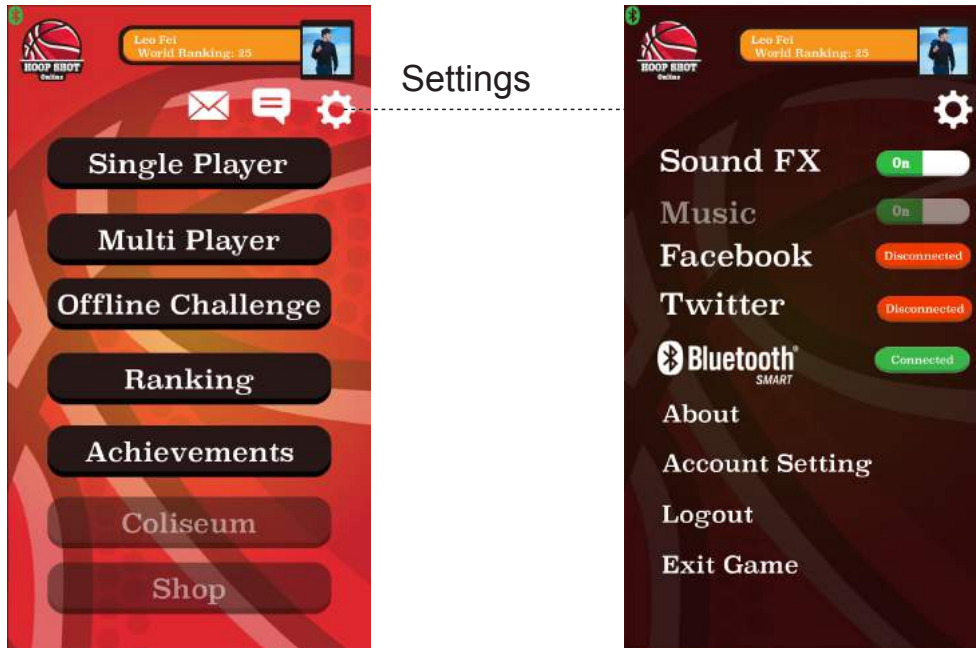 HOOP SHOT
Online
Leo Fei
World Ranking: 25
Single Player
Multi Player
Offline Challenge
Ranking
Achievements
Coliseum
Shop
Settings
HOOP SHOT
Online
Leo Fei
World Ranking: 25
Sound FX On
Music On
Facebook Disconnected
Twitter Disconnected
Bluetooth® Connected
SMART
About
Account Setting
Logout
Exit Game